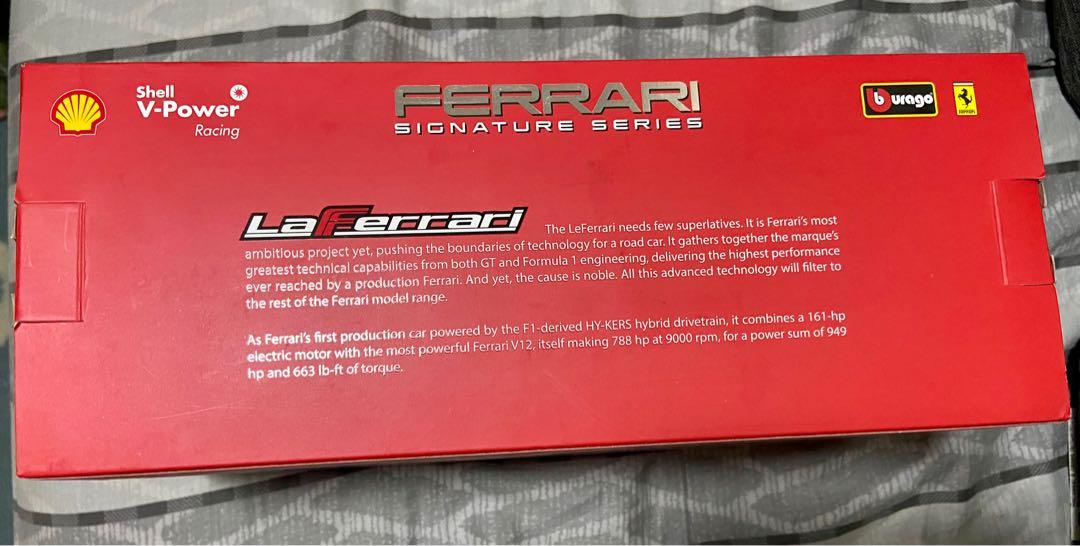 Shell
V-Power
Racing
FERRARI
SIGNATURE SERIES
burago
Ferrari
LaFerrari
The LeFerrari needs few superlatives. It is Ferrari's most
ambitious project yet, pushing the boundaries of technology for a road car. It gathers together the marque's
greatest technical capabilities from both GT and Formula 1 engineering, delivering the highest performance
ever reached by a production Ferrari. And yet, the cause is noble. All this advanced technology will filter to
the rest of the Ferrari model range.
As Ferrari's first production car powered by the F1-derived HY-KERS hybrid drivetrain, it combines a 161-hp
electric motor with the most powerful Ferrari V12, itself making 788 hp at 9000 rpm, for a power sum of 949
hp and 663 lb-ft of torque.